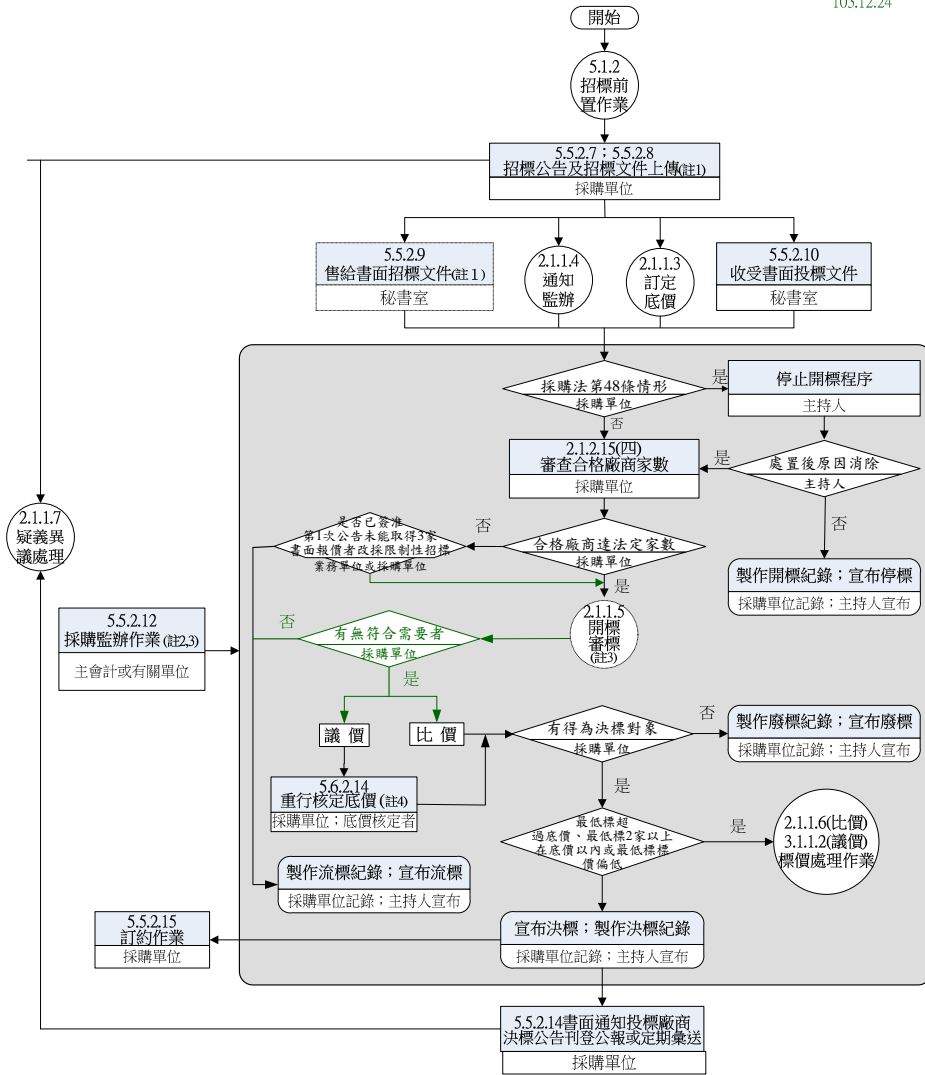 103.12.24
開始
5.1.2
招標前
置作業
5.5.2.7；5.5.2.8
招標公告及招標文件上傳(註1)
採購單位
5.5.2.9
售給書面招標文件(註１)
秘書室
2.1.1.4
通知
監辦
2.1.1.3
訂定
底價
5.5.2.10
收受書面投標文件
秘書室
採購法第48條情形
採購單位
是
否
停止開標程序
主持人
2.1.2.15(四)
審查合格廠商家數
採購單位
是
處置後原因消除
主持人
否
製作開標紀錄；宣布停標
採購單位記錄；主持人宣布
2.1.1.7
疑義異
議處理
是否已簽准
第1次公告未能取得3家
書面報價者改採限制性招標
業務單位或採購單位
否
合格廠商達法定家數
採購單位
是
5.5.2.12
採購監辦作業(註2,3)
主會計或有關單位
否
有無符合需要者
採購單位
是
2.1.1.5
開標
審標
(註3)
議價
比價
有得為決標對象
採購單位
否
是
製作廢標紀錄；宣布廢標
採購單位記錄；主持人宣布
5.6.2.14
重行核定底價(註4)
採購單位；底價核定者
最低標超
過底價、最低標2家以上
在底價以內或最低標標
價偏低
是
2.1.1.6(比價)
3.1.1.2(議價)
標價處理作業
製作流標紀錄；宣布流標
採購單位記錄；主持人宣布
5.5.2.15
訂約作業
採購單位
宣布決標；製作決標紀錄
採購單位記錄；主持人宣布
5.5.2.14書面通知投標廠商
決標公告刊登公報或定期彙送
採購單位